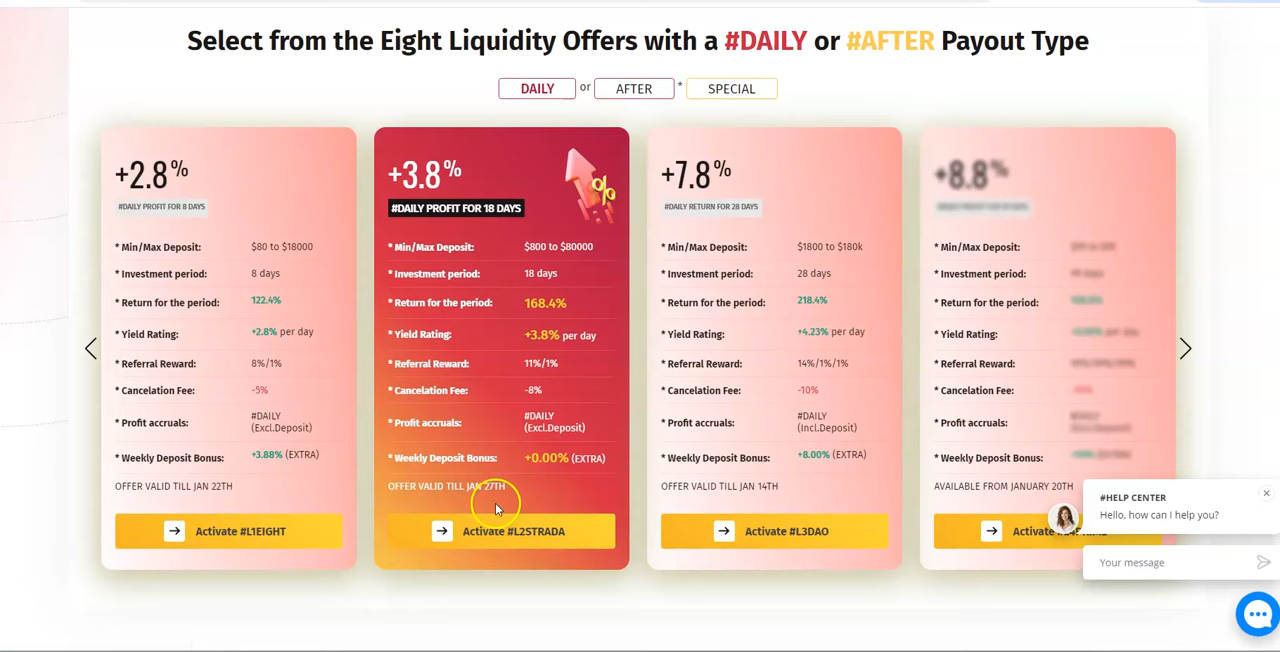 Select from the Eight Liquidity Offers with a #DAILY or #AFTER Payout Type
DAILY or AFTER * SPECIAL
+2.8%
#DAILY PROFIT FOR 8 DAYS
* Min/Max Deposit: $80 to $18000
* Investment period: 8 days
* Return for the period: 122.4%
* Yield Rating: +2.8% per day
* Referral Reward: 8%/1%
* Cancelation Fee: -5%
* Profit accruals: #DAILY
(Excl.Deposit)
* Weekly Deposit Bonus: +3.88% (EXTRA)
OFFER VALID TILL JAN 22TH
Activate #L1EIGHT
+3.8%
#DAILY PROFIT FOR 18 DAYS
%
* Min/Max Deposit: $800 to $80000
* Investment period: 18 days
* Return for the period: 168.4%
* Yield Rating: +3.8% per day
* Referral Reward: 11%/1%
* Cancelation Fee: -8%
* Profit accruals: #DAILY
(Excl.Deposit)
* Weekly Deposit Bonus: +0.00% (EXTRA)
OFFER VALID TILL JAN 27TH
Activate #L2STRADA
+7.8%
#DAILY RETURN FOR 28 DAYS
* Min/Max Deposit: $1800 to $180k
* Investment period: 28 days
* Return for the period: 218.4%
* Yield Rating: +4.23% per day
* Referral Reward: 14%/1%/1%
* Cancelation Fee: -10%
* Profit accruals: #DAILY
(Incl.Deposit)
* Weekly Deposit Bonus: +8.00% (EXTRA)
OFFER VALID TILL JAN 14TH
Activate #L3DAO
+8.8%
* Min/Max Deposit:
* Investment period:
* Return for the period:
* Yield Rating:
* Referral Reward:
* Cancelation Fee:
* Profit accruals:
* Weekly Deposit Bonus:
AVAILABLE FROM JANUARY 20TH
#HELP CENTER
Hello, how can I help you?
Your message